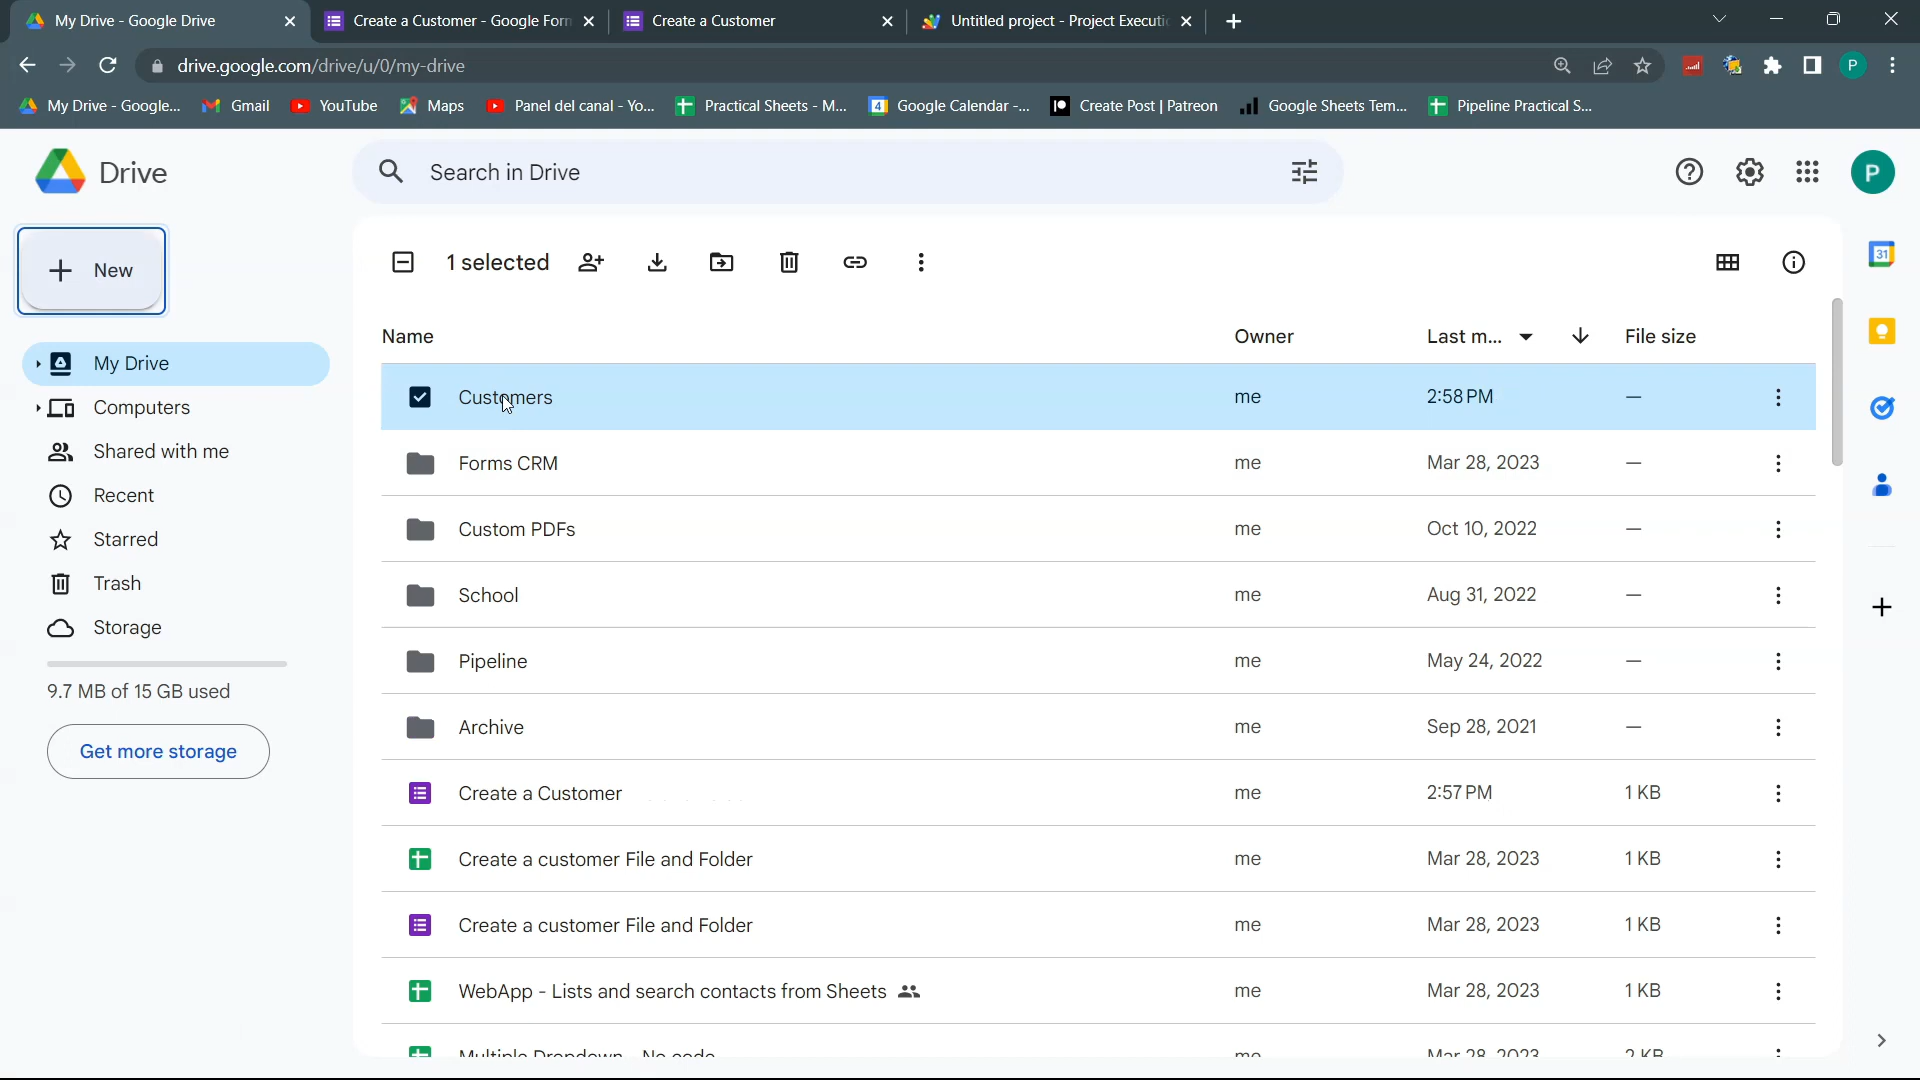 My Drive - Google Drive
Create a Customer - Google Forn
Create a Customer
Untitled project - Project Executi
drive.google.com/drive/u/0/my-drive
P
My Drive - Google...
Gmail
YouTube
Maps
Panel del canal - Yo...
Practical Sheets - M...
Google Calendar -...
Create Post | Patreon
Google Sheets Tem...
Pipeline Practical S...
Drive
Search in Drive
P
New
1 selected
31
Name
Owner
Last m...
File size
My Drive
Computers
Shared with me
Recent
Starred
Trash
Storage
9.7 MB of 15 GB used
Get more storage
Customers me 2:58 PM —
Forms CRM me Mar 28, 2023 —
Custom PDFs me Oct 10, 2022 —
School me Aug 31, 2022 —
Pipeline me May 24, 2022 —
Archive me Sep 28, 2021 —
Create a Customer me 2:57 PM 1 KB
Create a customer File and Folder me Mar 28, 2023 1 KB
Create a customer File and Folder me Mar 28, 2023 1 KB
WebApp - Lists and search contacts from Sheets me Mar 28, 2023 1 KB
Multiple Dropdown - No code me Mar 28, 2023 2 KB